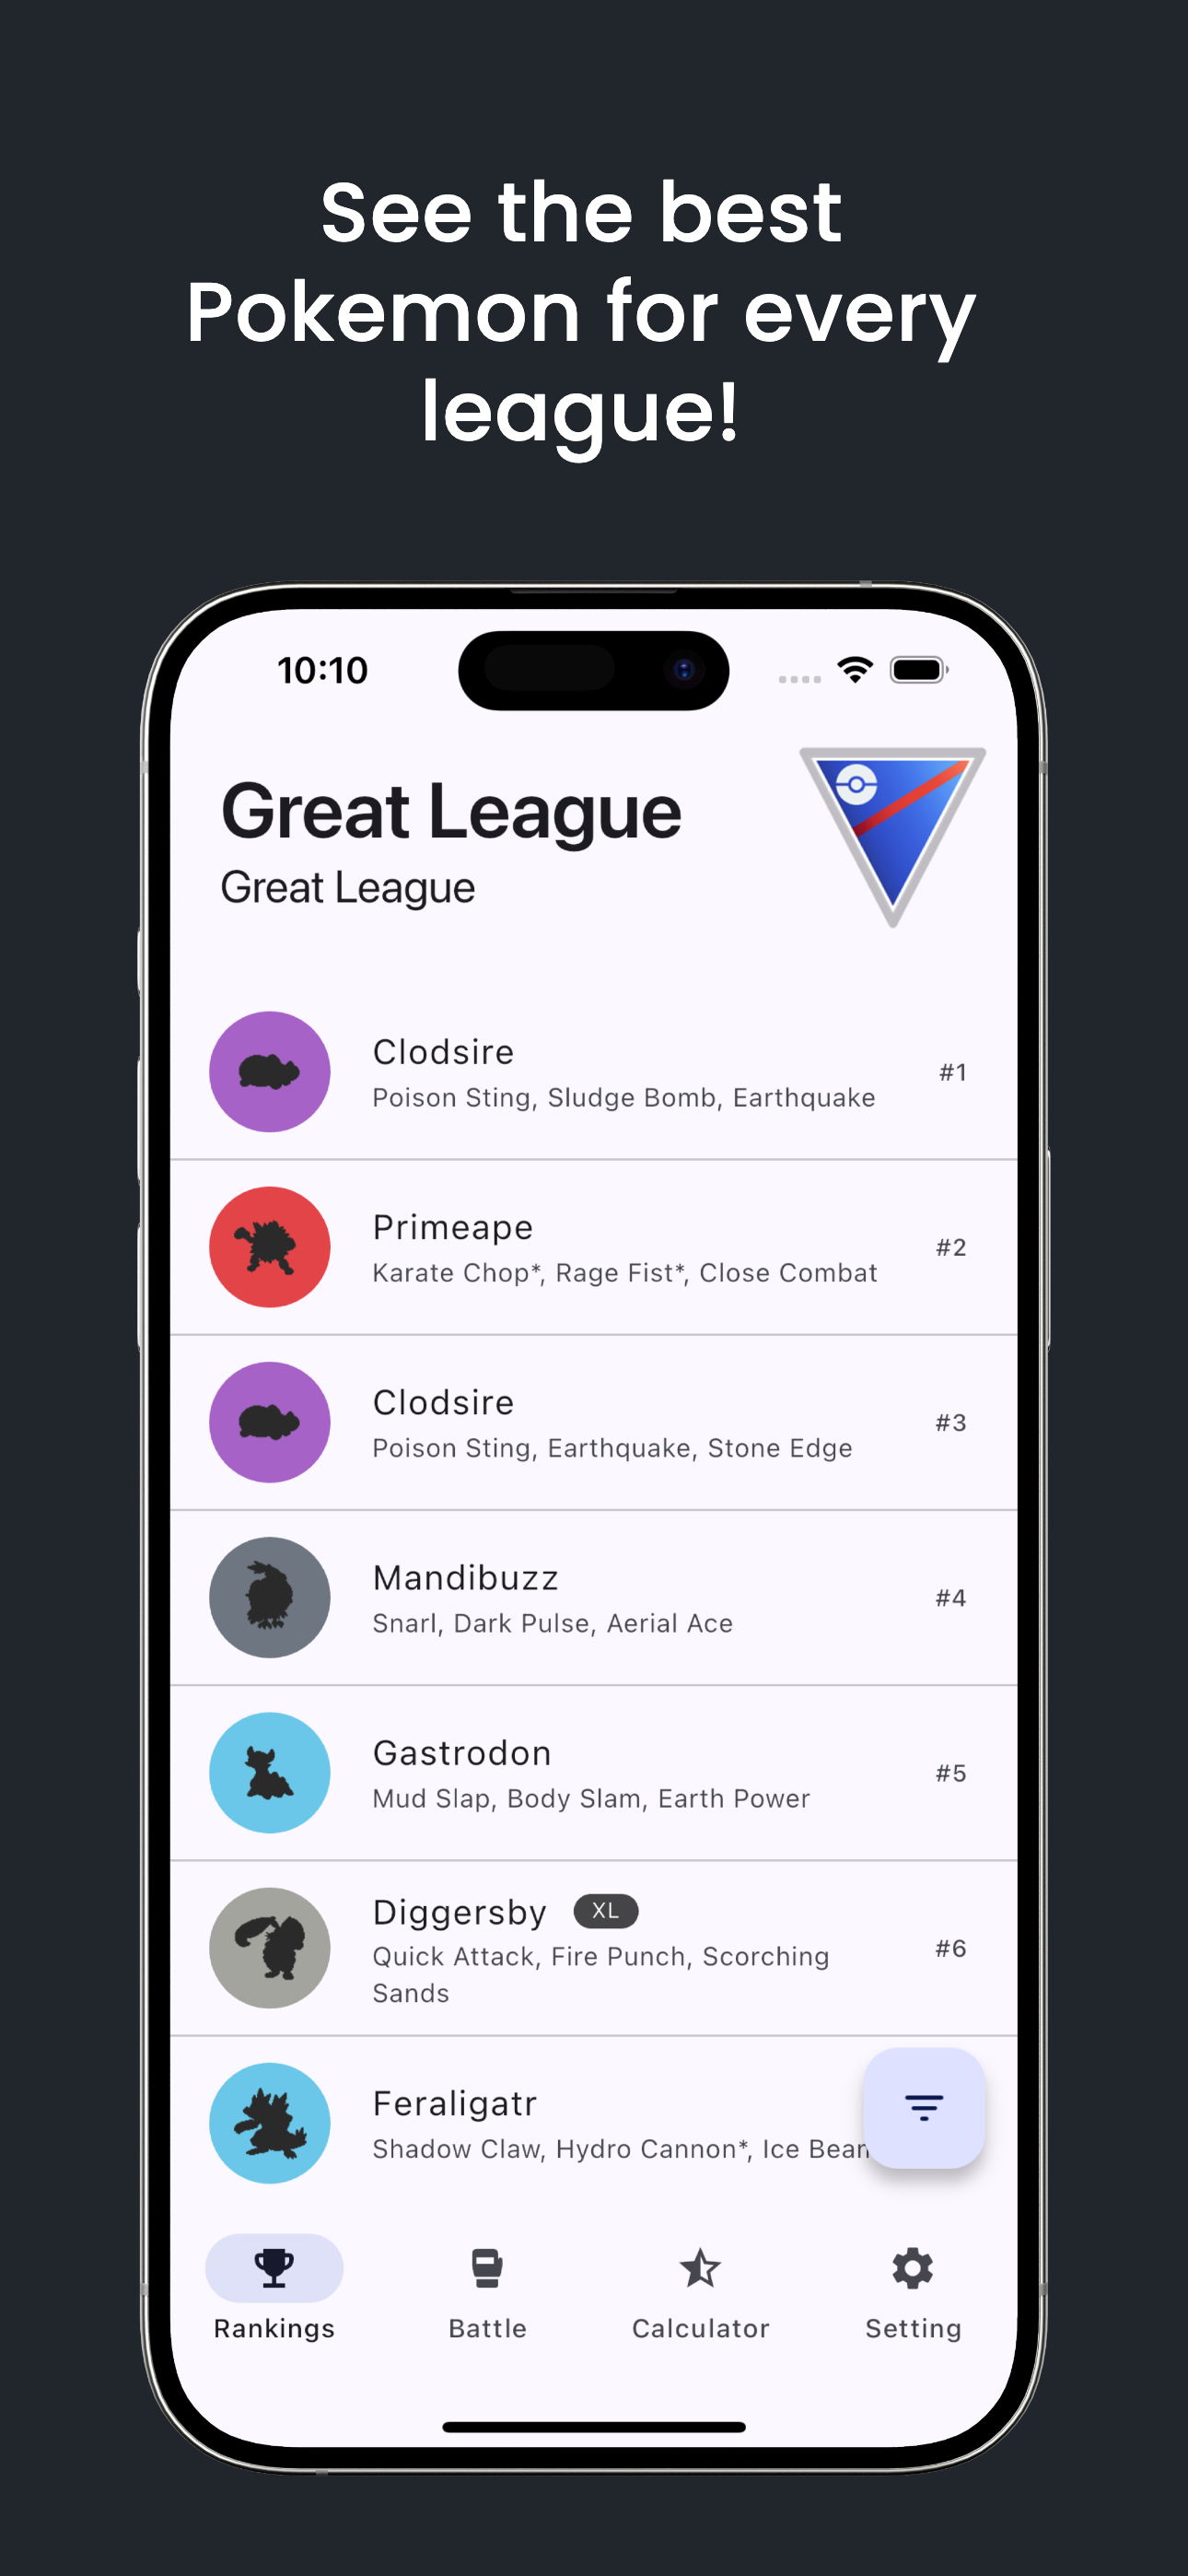 See the best
Pokemon for every
league!
10:10
Great League
Great League
Clodsire
Poison Sting, Sludge Bomb, Earthquake
#1
Primeape
Karate Chop*, Rage Fist*, Close Combat
#2
Clodsire
Poison Sting, Earthquake, Stone Edge
#3
Mandibuzz
Snarl, Dark Pulse, Aerial Ace
#4
Gastrodon
Mud Slap, Body Slam, Earth Power
#5
Diggersby XL
Quick Attack, Fire Punch, Scorching
Sands
#6
Feraligatr
Shadow Claw, Hydro Cannon*, Ice
Rankings
Battle
Calculator
Setting